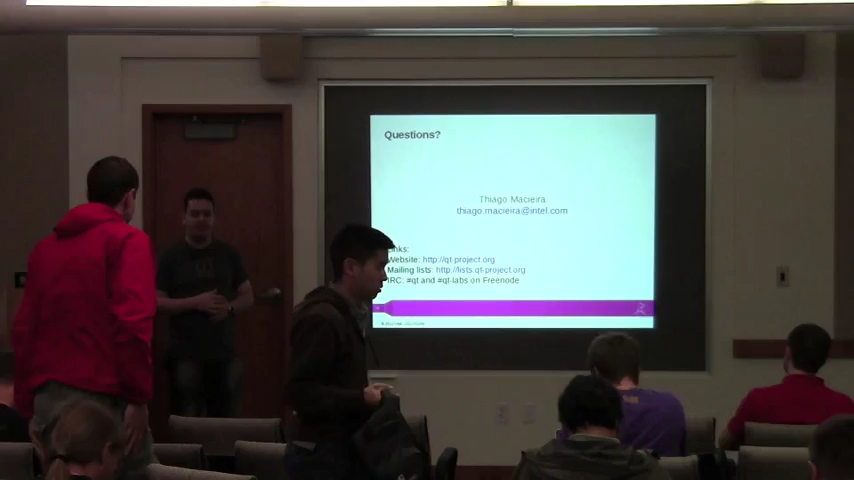 Questions?
Thiago Macieira
thiago.macieira@intel.com
Links:
Website: http://qt-project.org
Mailing lists: http://lists.qt-project.org
IRC: #qt and #qt-labs on Freenode